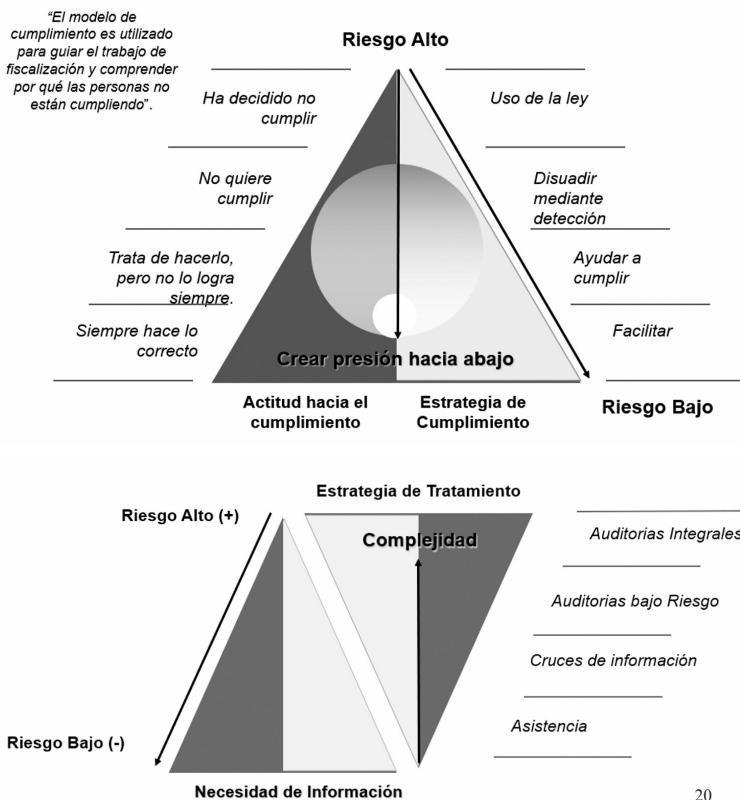 “El modelo de
cumplimiento es utilizado
para guiar el trabajo de
fiscalización y comprender
por qué las personas no
están cumpliendo”.
Riesgo Alto
Ha decidido no
cumplir
Uso de la ley
No quiere
cumplir
Disuadir
mediante
detección
Trata de hacerlo,
pero no lo logra
siempre.
Ayudar a
cumplir
Siempre hace lo
correcto
Facilitar
Crear presión hacia abajo
Actitud hacia el
cumplimiento
Estrategia de
Cumplimiento
Riesgo Bajo
Estrategia de Tratamiento
Riesgo Alto (+)
Complejidad
Auditorias Integrales
Auditorias bajo Riesgo
Cruces de información
Asistencia
Riesgo Bajo (-)
Necesidad de Información
20